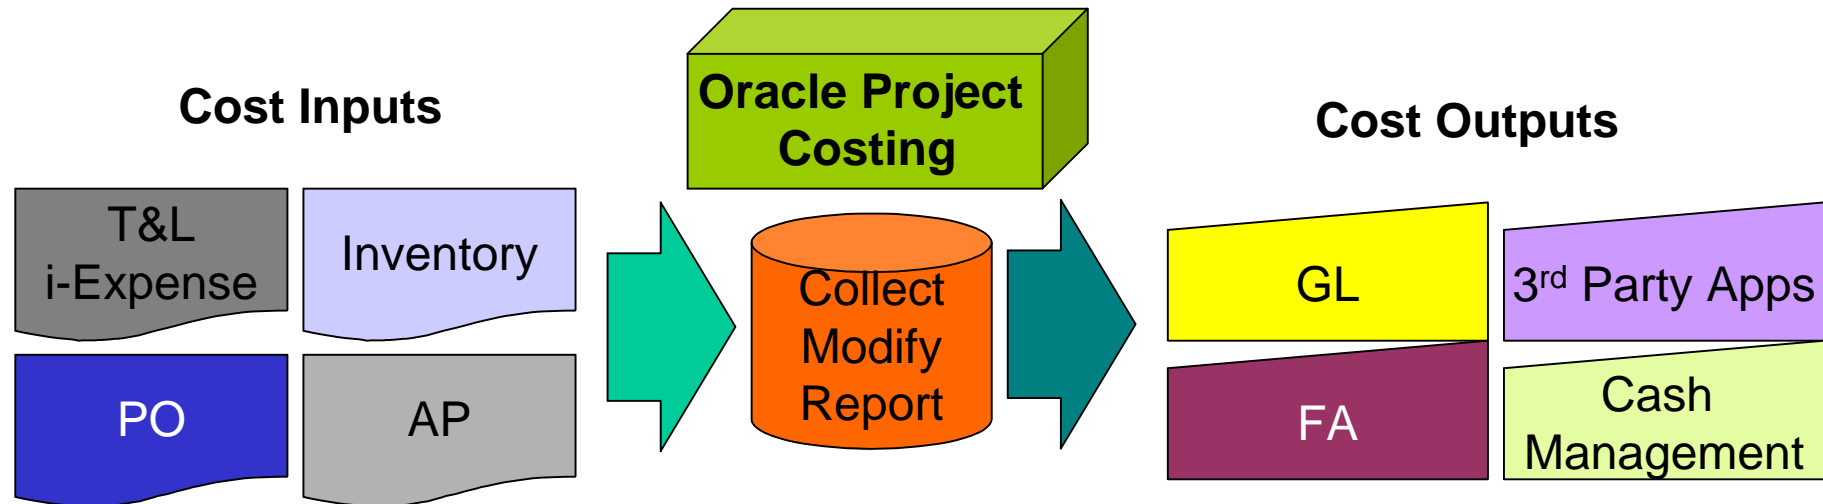 Cost Inputs
T&L
i-Expense
Inventory
PO
AP
Oracle Project
Costing
Collect
Modify
Report
Cost Outputs
GL
3rd Party Apps
FA
Cash
Management